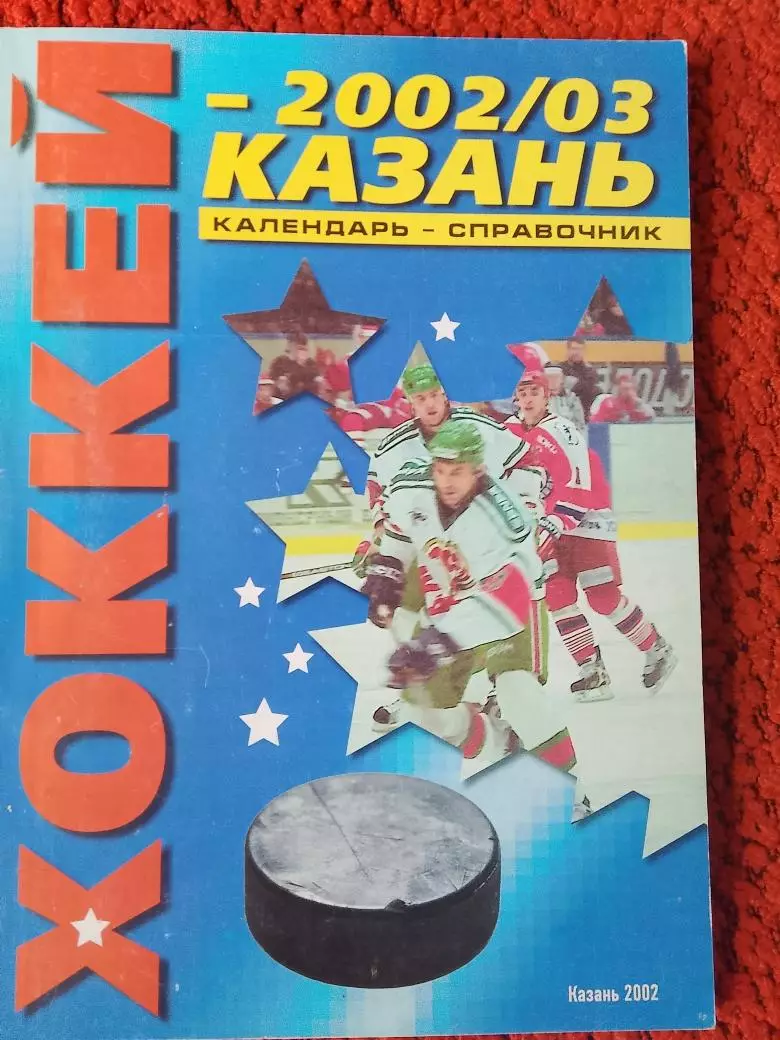 ХОККЕЙ
- 2002/03
КАЗАНЬ
КАЛЕНДАРЬ - СПРАВОЧНИК
Казань 2002